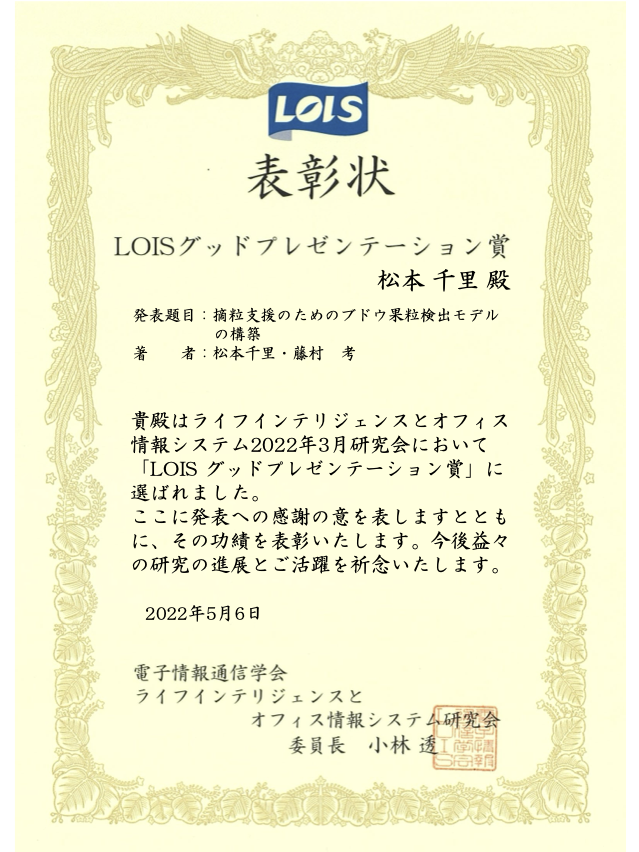 LOIS
表彰状
LOISグッドプレゼンテーション賞
松本 千里 殿
発表題目：摘粒支援のためのブドウ果粒検出モデル
の構築
著　　者：松本千里・藤村　考
貴殿はライフインテリジェンスとオフィス
情報システム2022年3月研究会において
「LOIS グッドプレゼンテーション賞」に
選ばれました。
ここに発表への感謝の意を表しますととも
に、その功績を表彰いたします。今後益々
の研究の進展とご活躍を祈念いたします。
2022年5月6日
電子情報通信学会
ライフインテリジェンスと
オフィス情報システム研究会
委員長　小林 透